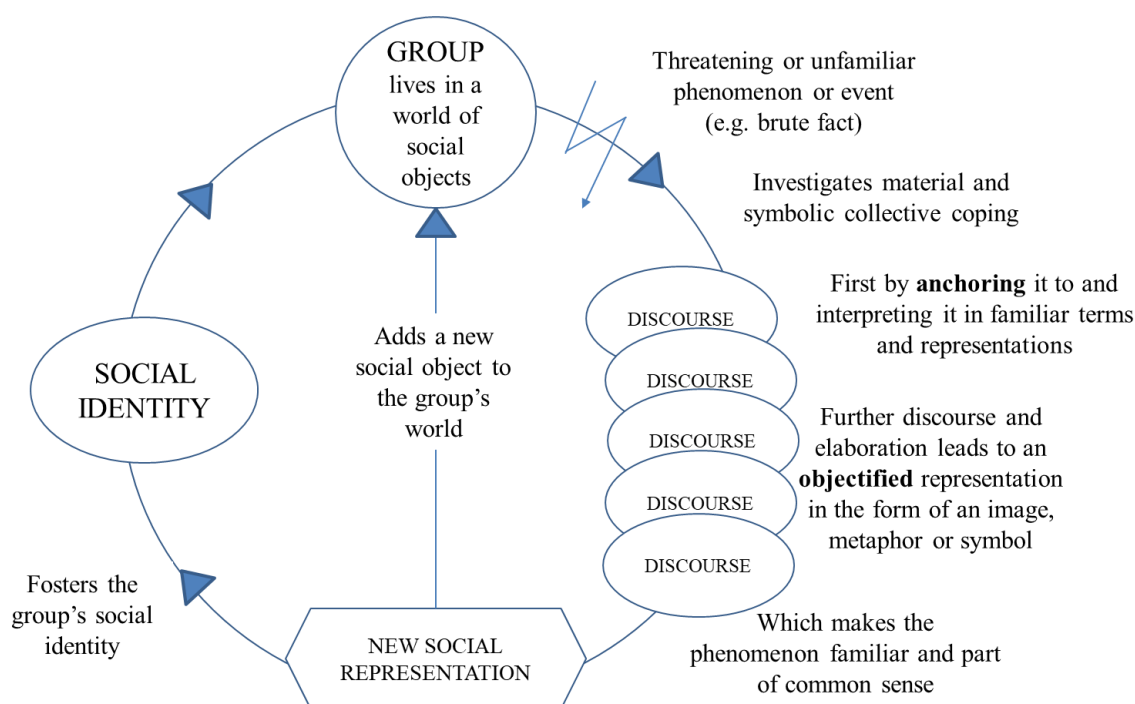 GROUP
lives in a
world of
social
objects
Threatening or unfamiliar
phenomenon or event
(e.g. brute fact)
Investigates material and
symbolic collective coping
First by anchoring it to and
interpreting it in familiar terms
and representations
DISCOURSE
DISCOURSE
DISCOURSE
DISCOURSE
DISCOURSE
Further discourse and
elaboration leads to an
objectified representation
in the form of an image,
metaphor or symbol
Which makes the
phenomenon familiar and part
of common sense
NEW SOCIAL
REPRESENTATION
Adds a new
social object to
the group's
world
Fosters the
group's social
identity
SOCIAL
IDENTITY